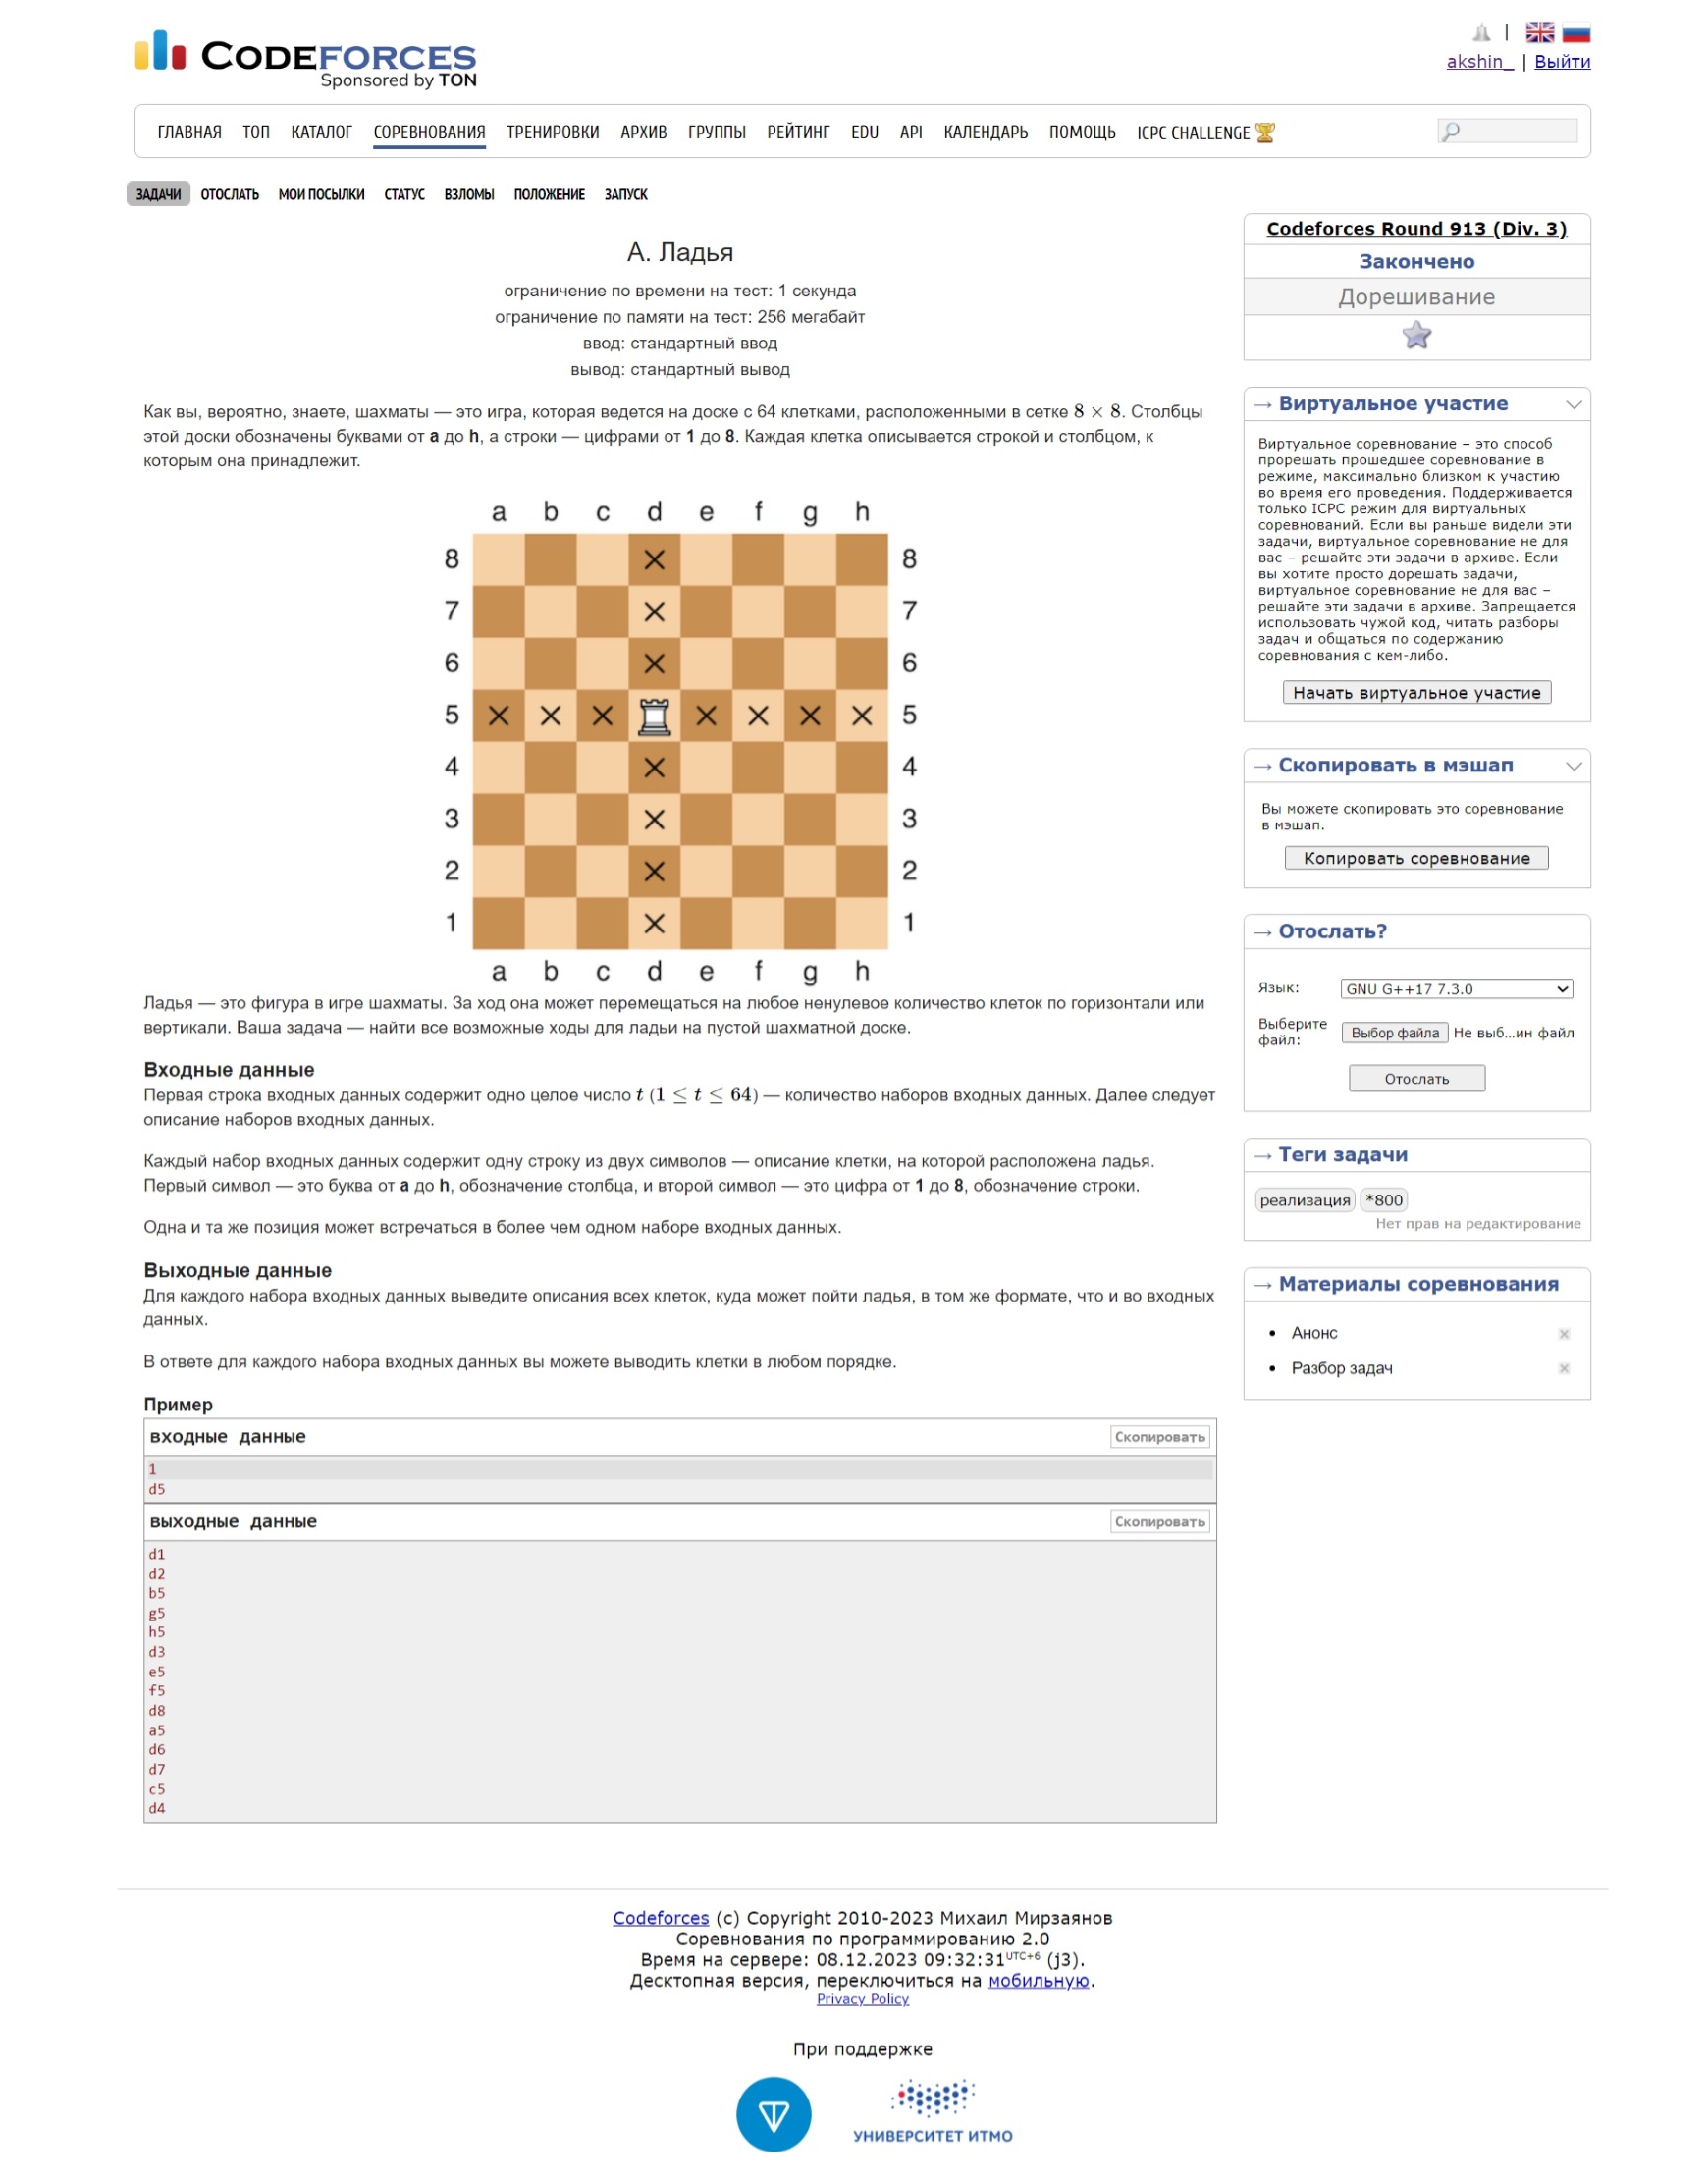 CODEFORCES
Sponsored by TON
|
akshin_ | Выйти
ГЛАВНАЯ ТОП КАТАЛОГ СОРЕВНОВАНИЯ ТРЕНИРОВКИ АРХИВ ГРУППЫ РЕЙТИНГ EDU API КАЛЕНДАРЬ ПОМОЩЬ ICPC CHALLENGE
ЗАДАЧИ ОТОСЛАТЬ МОИ ПОСЫЛКИ СТАТУС ВЗЛОМЫ ПОЛОЖЕНИЕ ЗАПУСК
A. Ладья
ограничение по времени на тест: 1 секунда
ограничение по памяти на тест: 256 мегабайт
ввод: стандартный ввод
вывод: стандартный вывод
Как вы, вероятно, знаете, шахматы — это игра, которая ведется на доске с 64 клетками, расположенными в сетке 8 × 8. Столбцы
этой доски обозначены буквами от a до h, а строки — цифрами от 1 до 8. Каждая клетка описывается строкой и столбцом, к
которым она принадлежит.
a b c d e f g h
8 8
7 7
6 6
5 5
4 4
3 3
2 2
1 1
a b c d e f g h
Ладья — это фигура в игре шахматы. За ход она может перемещаться на любое ненулевое количество клеток по горизонтали или
вертикали. Ваша задача — найти все возможные ходы для ладьи на пустой шахматной доске.
Входные данные
Первая строка входных данных содержит одно целое число t (1 ≤ t ≤ 64) — количество наборов входных данных. Далее следует
описание наборов входных данных.
Каждый набор входных данных содержит одну строку из двух символов — описание клетки, на которой расположена ладья.
Первый символ — это буква от a до h, обозначение столбца, и второй символ — это цифра от 1 до 8, обозначение строки.
Одна и та же позиция может встречаться в более чем одном наборе входных данных.
Выходные данные
Для каждого набора входных данных выведите описания всех клеток, куда может пойти ладья, в том же формате, что и во входных
данных.
В ответе для каждого набора входных данных вы можете выводить клетки в любом порядке.
Пример
входные данные Скопировать
1
d5
выходные данные Скопировать
d1
d2
b5
g5
h5
d3
e5
f5
d8
a5
d6
d7
c5
d4
Codeforces Round 913 (Div. 3)
Закончено
Дорешивание
→ Виртуальное участие
Виртуальное соревнование – это способ
прорешать прошедшее соревнование в
режиме, максимально близком к участию
во время его проведения. Поддерживается
только ICPC режим для виртуальных
соревнований. Если вы раньше видели эти
задачи, виртуальное соревнование не для
вас – решайте эти задачи в архиве. Если
вы хотите просто дорешать задачи,
виртуальное соревнование не для вас –
решайте эти задачи в архиве. Запрещается
использовать чужой код, читать разборы
задач и общаться по содержанию
соревнования с кем-либо.
Начать виртуальное участие
→ Скопировать в мэшап
Вы можете скопировать это соревнование
в мэшап.
Копировать соревнование
→ Отослать?
Язык: GNU G++17 7.3.0
Выберите
файл: Выбор файла Не выб...ин файл
Отослать
→ Теги задачи
реализация *800
Нет прав на редактирование
→ Материалы соревнования
Анонс
Разбор задач
Codeforces (c) Copyright 2010-2023 Михаил Мирзаянов
Соревнования по программированию 2.0
Время на сервере: 08.12.2023 09:32:31UTC+6 (j3).
Десктопная версия, переключиться на мобильную.
Privacy Policy
При поддержке
УНИВЕРСИТЕТ ИТМО